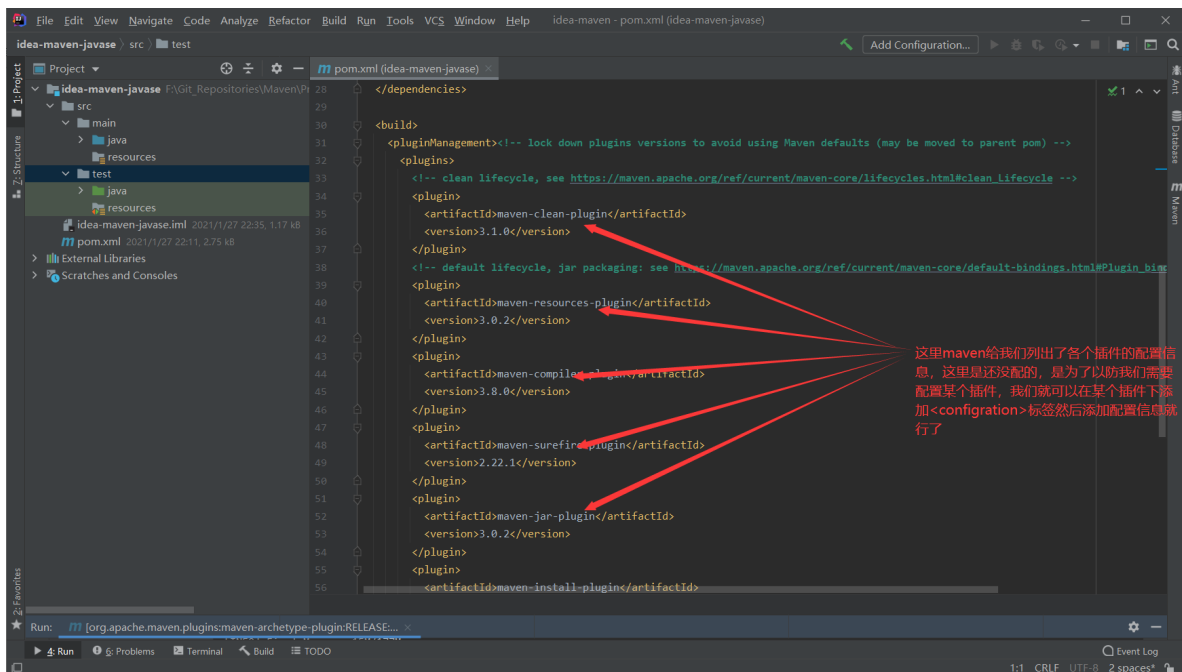 File Edit View Navigate Code Analyze Refactor Build Run Tools VCS Window Help idea-maven - pom.xml (idea-maven-javase)
idea-maven-javase src test Add Configuration...
1: Project
Z: Structure
2: Favorites
Project
idea-maven-javase F:\Git_Repositories\Maven\Pr
src
main
java
resources
test
java
resources
idea-maven-javase.iml 2021/1/27 22:35, 1.17 kB
pom.xml 2021/1/27 22:11, 2.75 kB
External Libraries
Scratches and Consoles
pom.xml (idea-maven-javase)
1
28 </dependencies>
29
30 <build>
31 <pluginManagement><!-- lock down plugins versions to avoid using Maven defaults (may be moved to parent pom) -->
32 <plugins>
33 <!-- clean lifecycle, see https://maven.apache.org/ref/current/maven-core/lifecycles.html#clean_Lifecycle -->
34 <plugin>
35 <artifactId>maven-clean-plugin</artifactId>
36 <version>3.1.0</version>
37 </plugin>
38 <!-- default lifecycle, jar packaging: see https://maven.apache.org/ref/current/maven-core/default-bindings.html#Plugin_bind
39 <plugin>
40 <artifactId>maven-resources-plugin</artifactId>
41 <version>3.0.2</version>
42 </plugin>
43 <plugin>
44 <artifactId>maven-compiler-plugin</artifactId>
45 <version>3.8.0</version>
46 </plugin>
47 <plugin>
48 <artifactId>maven-surefire-plugin</artifactId>
49 <version>2.22.1</version>
50 </plugin>
51 <plugin>
52 <artifactId>maven-jar-plugin</artifactId>
53 <version>3.0.2</version>
54 </plugin>
55 <plugin>
56 <artifactId>maven-install-plugin</artifactId>
这里maven给我们列出了各个插件的配置信
息，这里是还没配的，是为了以防我们需要
配置某个插件，我们就可以在某个插件下添
加<configration>标签然后添加配置信息就
行了
Ant
Database
Maven
Run: [org.apache.maven.plugins:maven-archetype-plugin:RELEASE:...
4: Run 6: Problems Terminal Build TODO Event Log
1:1 CRLF UTF-8 2 spaces*